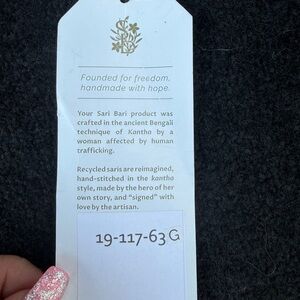 Founded for freedom,
handmade with hope.
Your Sari Bari product was
crafted in the ancient Bengali
technique of Kantha by a
woman affected by human
trafficking.
Recycled saris are reimagined,
hand-stitched in the kantha
style, made by the hero of her
own story, and “signed” with
love by the artisan.
19-117-63 G